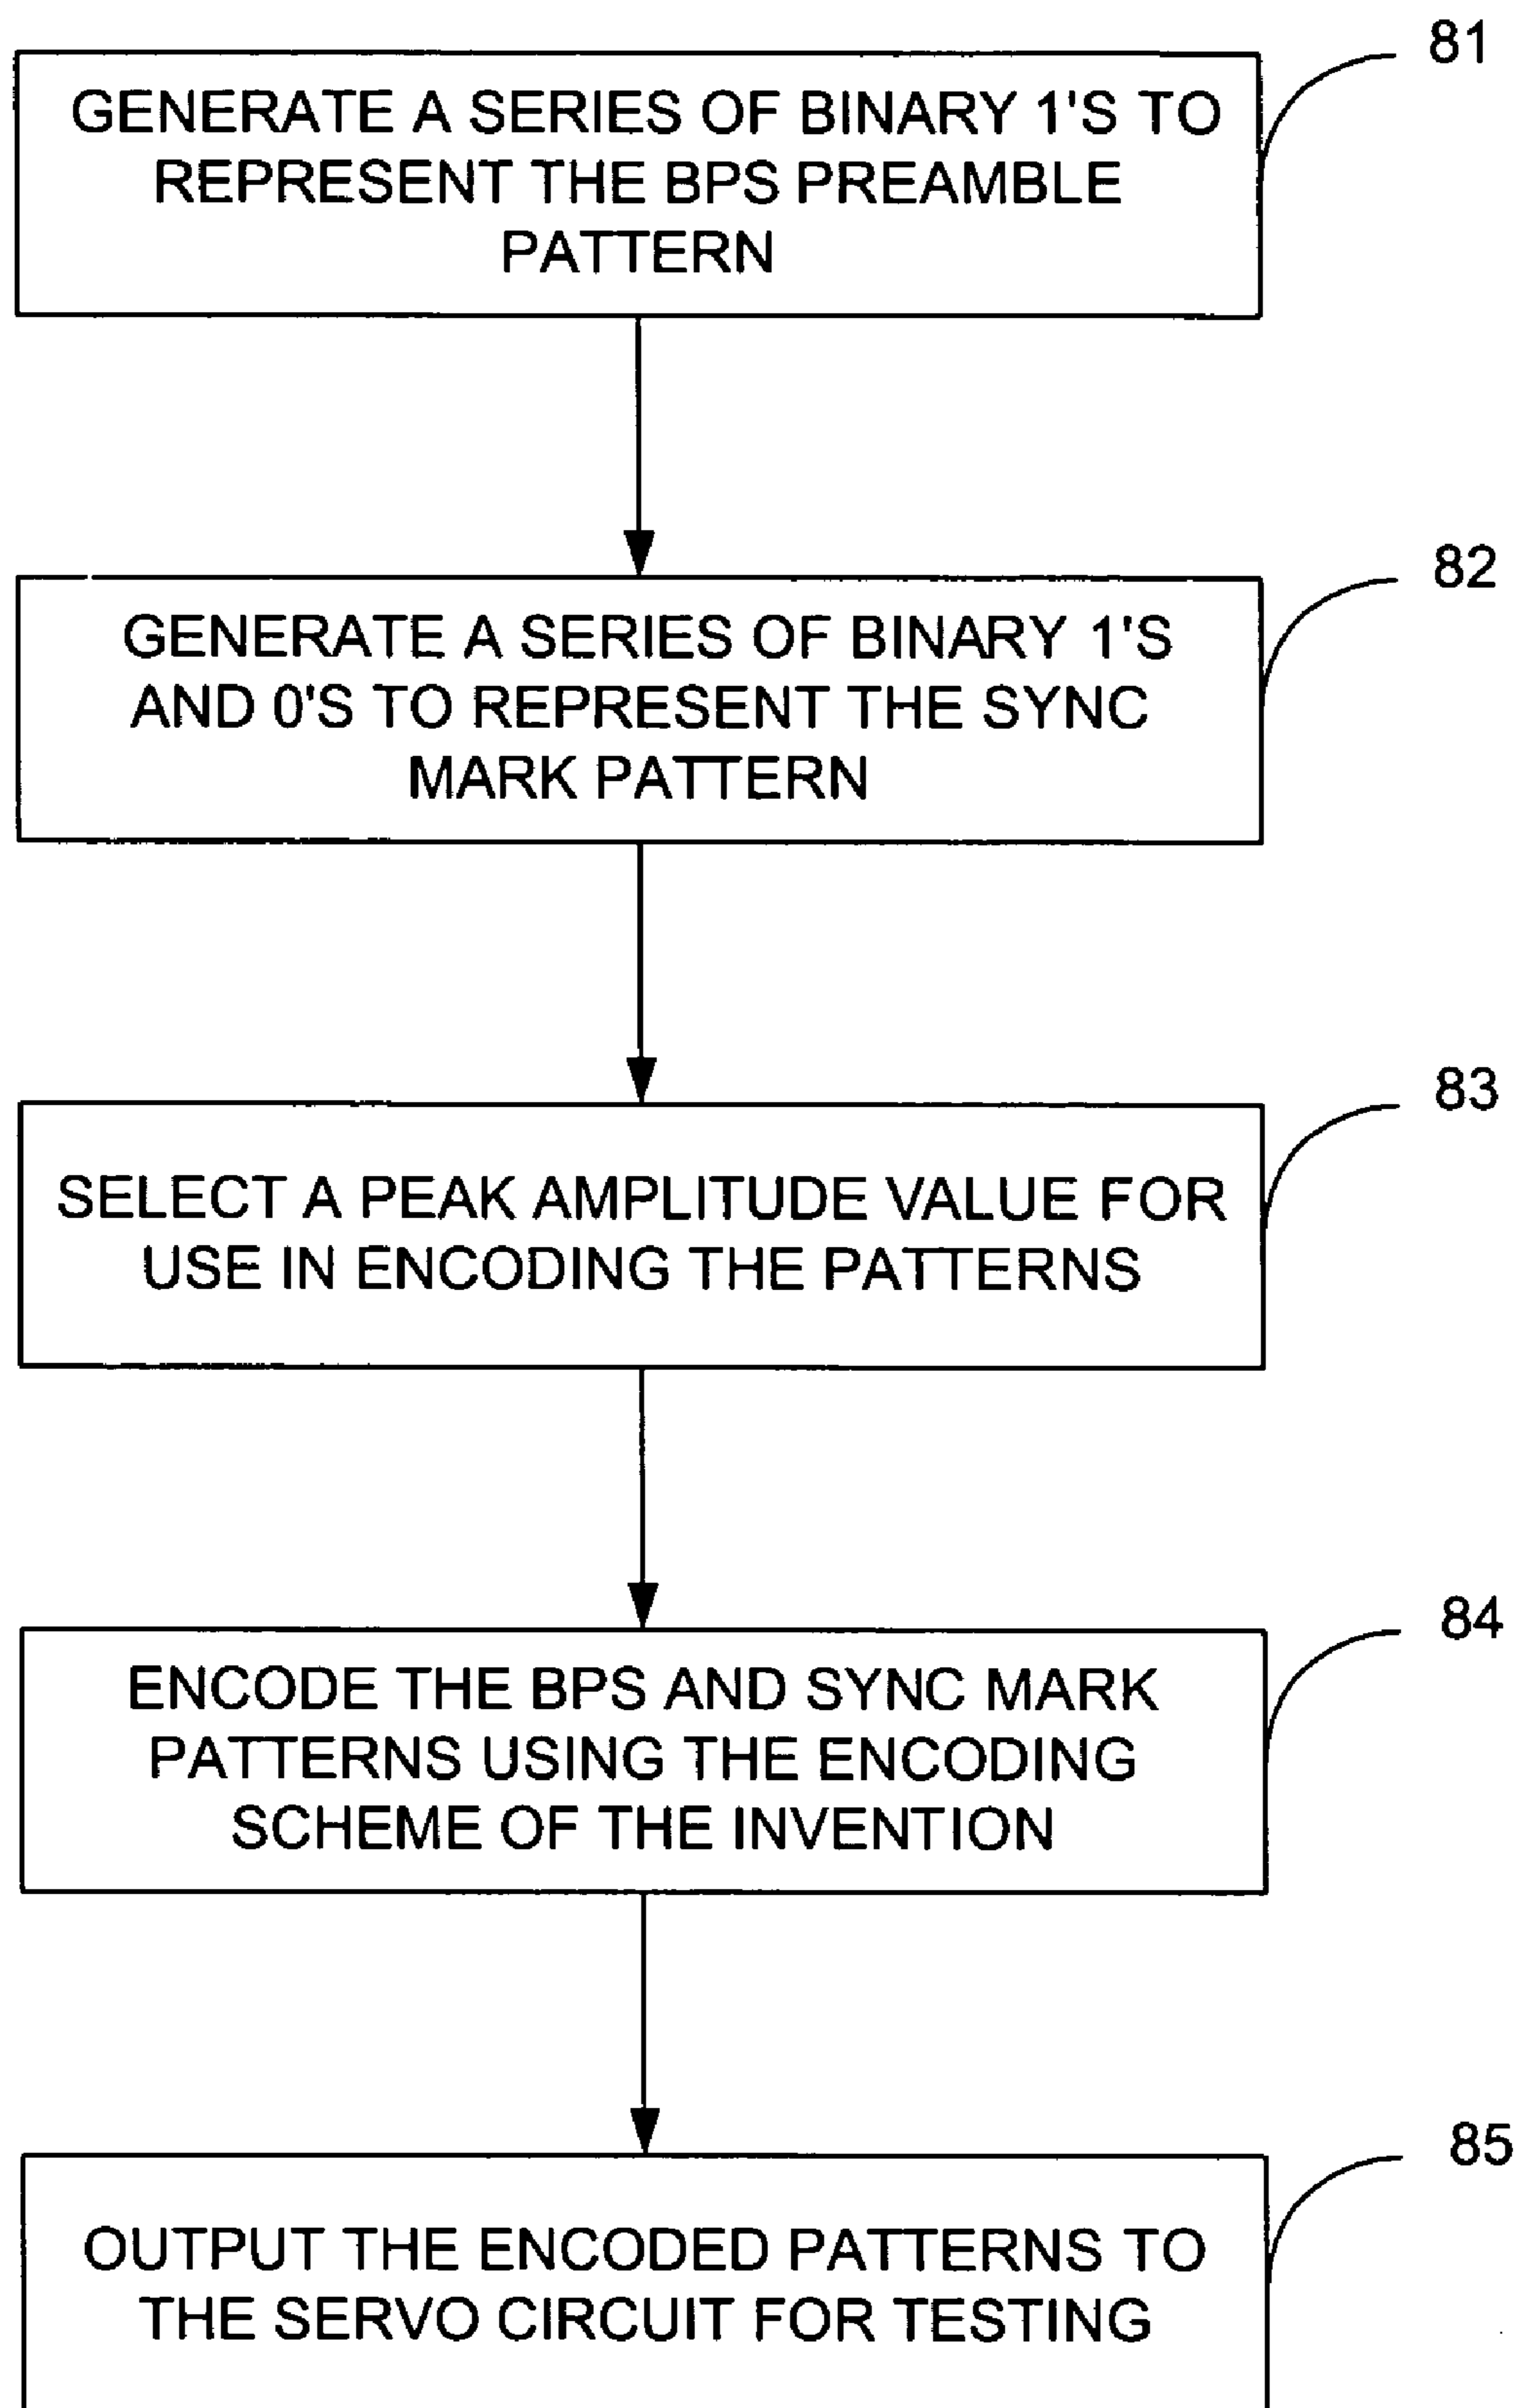 81
GENERATE A SERIES OF BINARY 1'S TO
REPRESENT THE BPS PREAMBLE
PATTERN
82
GENERATE A SERIES OF BINARY 1'S
AND 0'S TO REPRESENT THE SYNC
MARK PATTERN
83
SELECT A PEAK AMPLITUDE VALUE FOR
USE IN ENCODING THE PATTERNS
84
ENCODE THE BPS AND SYNC MARK
PATTERNS USING THE ENCODING
SCHEME OF THE INVENTION
85
OUTPUT THE ENCODED PATTERNS TO
THE SERVO CIRCUIT FOR TESTING